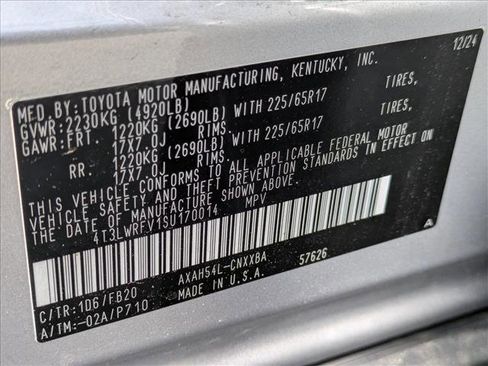 12/24
MFD.BY:TOYOTA MOTOR MANUFACTURING, KENTUCKY, INC.
GVWR:2230KG (4920LB)
GAWR:FRT. 1220KG (2690LB) WITH 225/65R17 TIRES,
17X7.0J RIMS.
RR. 1220KG (2690LB) WITH 225/65R17 TIRES,
17X7.0J RIMS.
THIS VEHICLE CONFORMS TO ALL APPLICABLE FEDERAL MOTOR
VEHICLE SAFETY AND THEFT PREVENTION STANDARDS IN EFFECT ON
THE DATE OF MANUFACTURE SHOWN ABOVE.
4T3LWRFV1SU170014 MPV
A
C/TR:1D6/FB20 AXAH54L-CNXXBA 57626
A/TM:-02A/P710 MADE IN U.S.A.